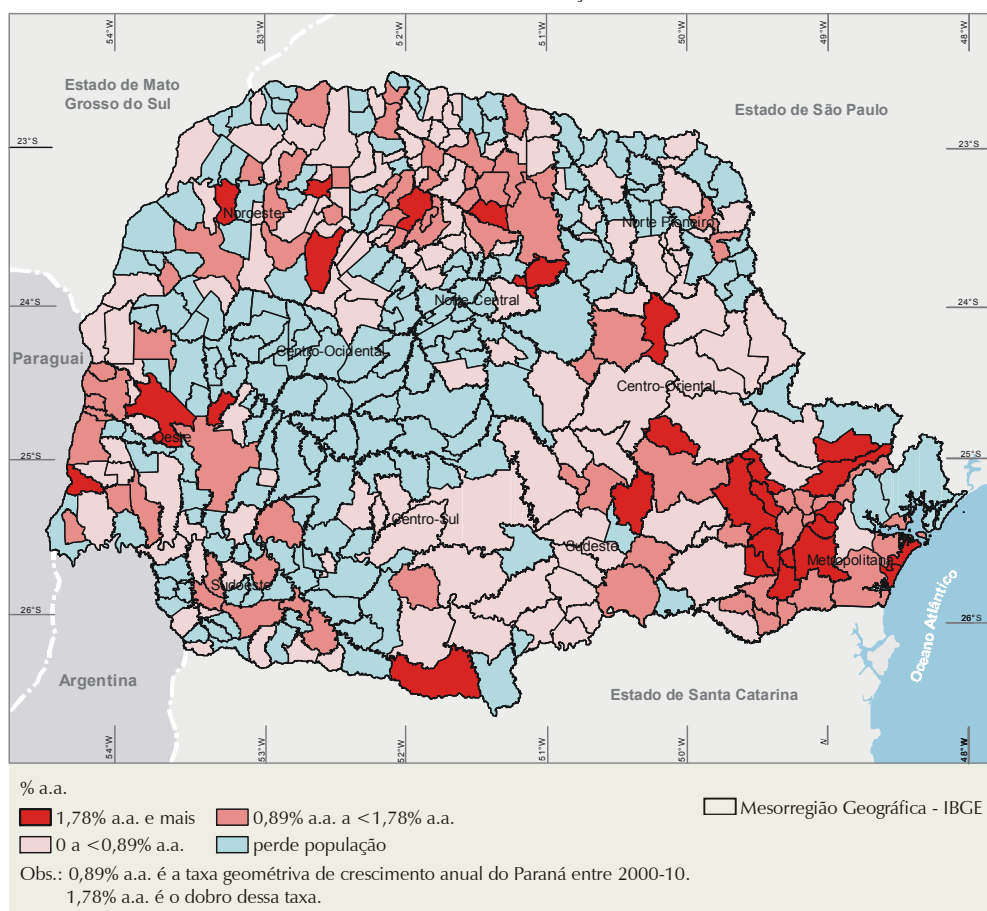 54°W
53°W
52°W
51°W
50°W
49°W
48°W
Estado de Mato
Grosso do Sul
Estado de São Paulo
23°S
23°S
Noroeste
Norte Pioneiro
24°S
24°S
Norte Central
Paraguai
Centro-Ocidental
Centro-Oriental
Oeste
25°S
25°S
Centro-Sul
Sudeste
Metropolitana
Sudoeste
26°S
26°S
Oceano Atlântico
Argentina
Estado de Santa Catarina
54°W
53°W
52°W
51°W
50°W
48°W
% a.a.
1,78% a.a. e mais
0,89% a.a. a <1,78% a.a.
Mesorregião Geográfica - IBGE
0 a <0,89% a.a.
perde população
Obs.: 0,89% a.a. é a taxa geométriva de crescimento anual do Paraná entre 2000-10.
1,78% a.a. é o dobro dessa taxa.